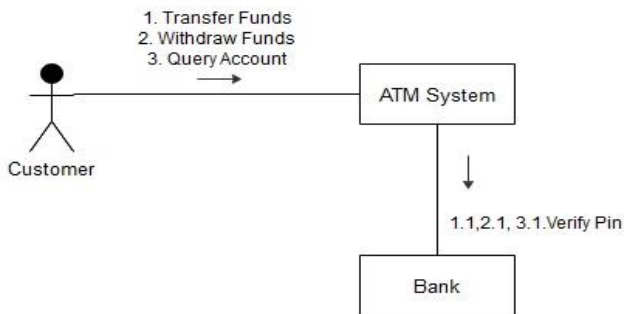 1. Transfer Funds
2. Withdraw Funds
3. Query Account
ATM System
Customer
1.1,2.1, 3.1.Verify Pin
Bank